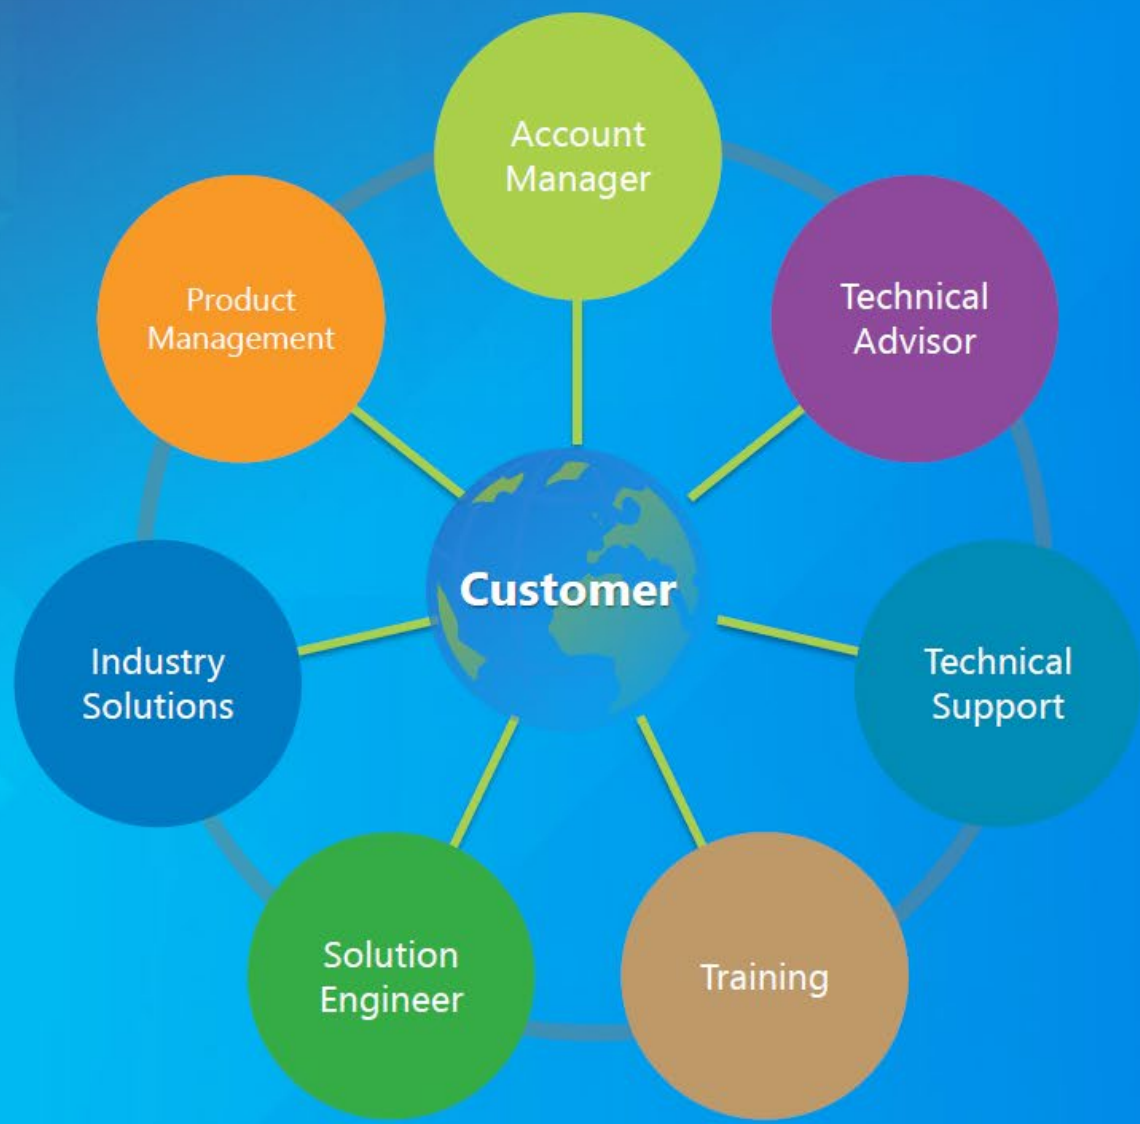 Account
Manager
Technical
Advisor
Technical
Support
Training
Solution
Engineer
Industry
Solutions
Product
Management
Customer